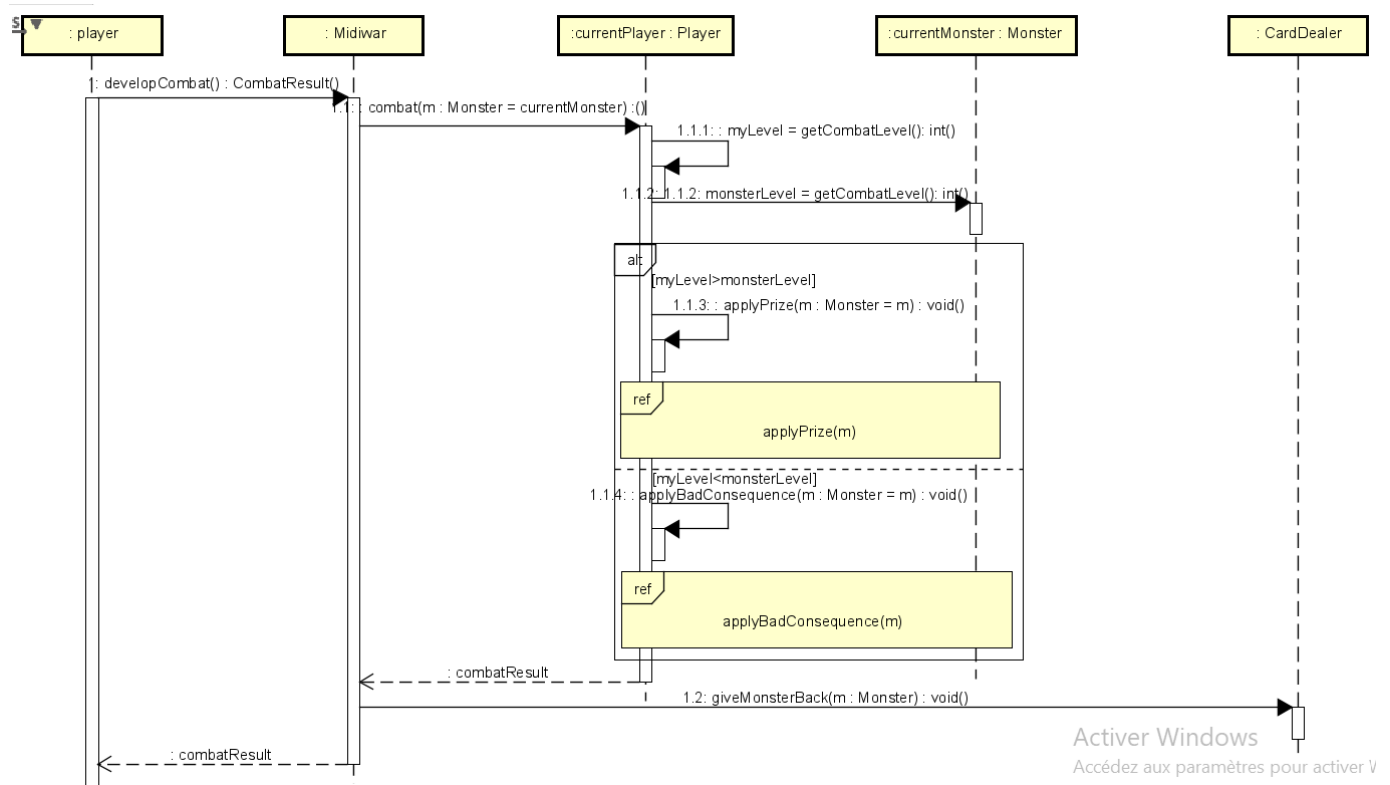 s
: player
: Midiwar
:currentPlayer : Player
:currentMonster : Monster
: CardDealer
1: developCombat() : CombatResult()
1.1: : combat(m : Monster = currentMonster) :()
1.1.1: : myLevel = getCombatLevel(): int()
1.1.2: 1.1.2: monsterLevel = getCombatLevel(): int()
alt
[myLevel>monsterLevel]
1.1.3: : applyPrize(m : Monster = m) : void()
ref
applyPrize(m)
[myLevel<monsterLevel]
1.1.4: : applyBadConsequence(m : Monster = m) : void()
ref
applyBadConsequence(m)
: combatResult
1.2: giveMonsterBack(m : Monster) : void()
: combatResult
Activer Windows
Accédez aux paramètres pour activer W